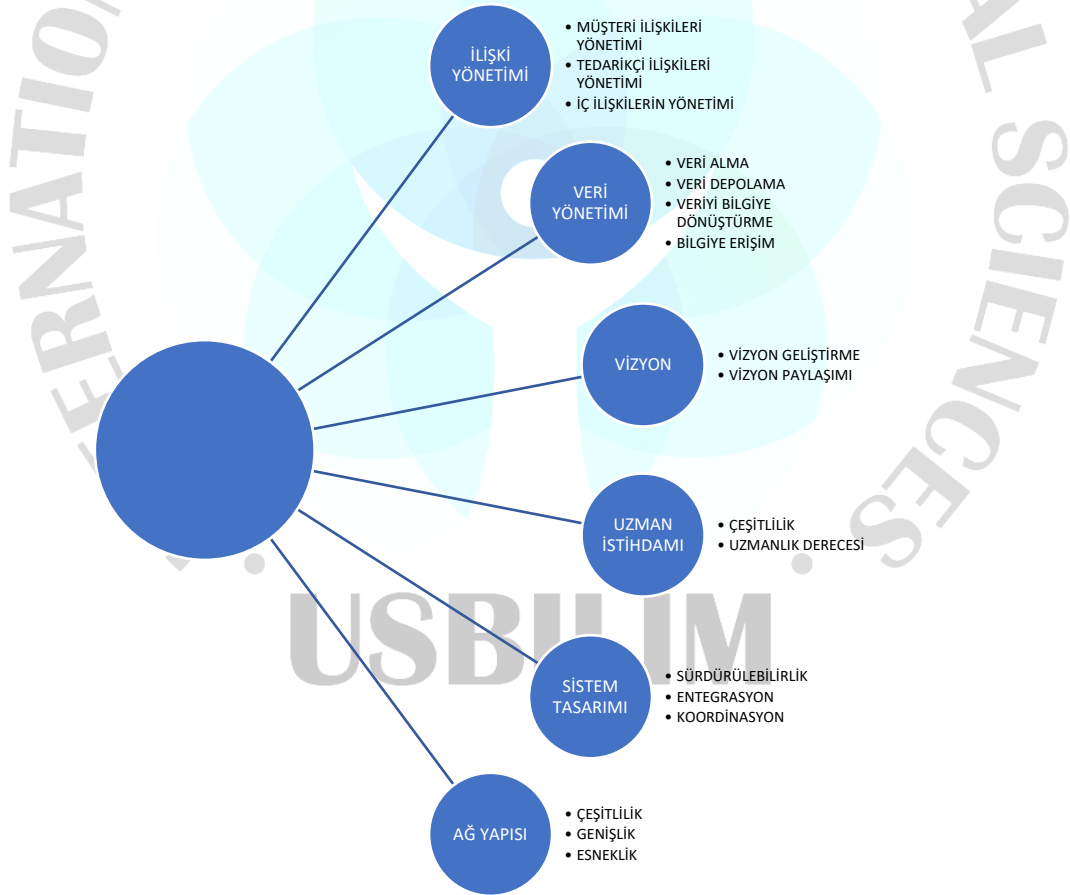 İLİŞKİ
YÖNETİMİ
• MÜŞTERİ İLİŞKİLERİ
YÖNETİMİ
• TEDARİKÇİ İLİŞKİLERİ
YÖNETİMİ
• İÇ İLİŞKİLERİN YÖNETİMİ
VERİ
YÖNETİMİ
• VERİ ALMA
• VERİ DEPOLAMA
• VERİYİ BİLGİYE
DÖNÜŞTÜRME
• BİLGİYE ERİŞİM
VİZYON
• VİZYON GELİŞTİRME
• VİZYON PAYLAŞIMI
UZMAN
İSTİHDAMI
• ÇEŞİTLİLİK
• UZMANLIK DERECESİ
SİSTEM
TASARIMI
• SÜRDÜRÜLEBİLİRLİK
• ENTEGRASYON
• KOORDİNASYON
AĞ YAPISI
• ÇEŞİTLİLİK
• GENİŞLİK
• ESNEKLİK
SCIENCES
USBILIM